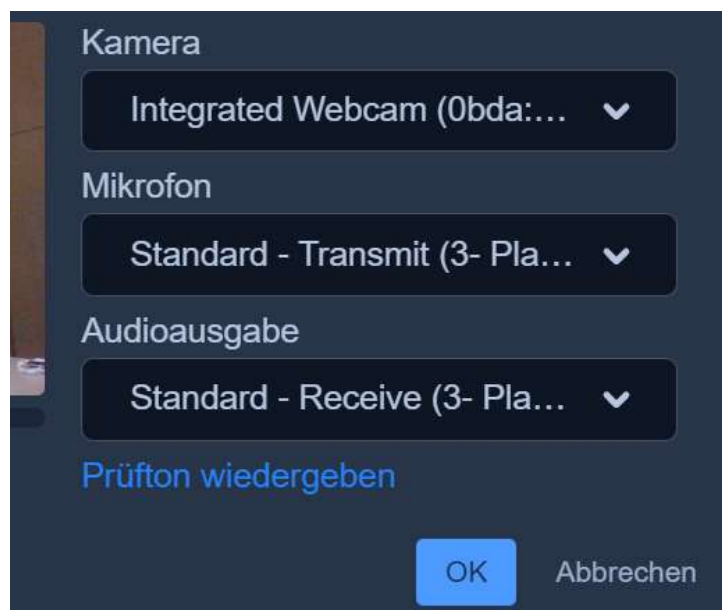 Kamera
Integrated Webcam (0bda:...
Mikrofon
Standard - Transmit (3- Pla...
Audioausgabe
Standard - Receive (3- Pla...
Prüfton wiedergeben
OK Abbrechen